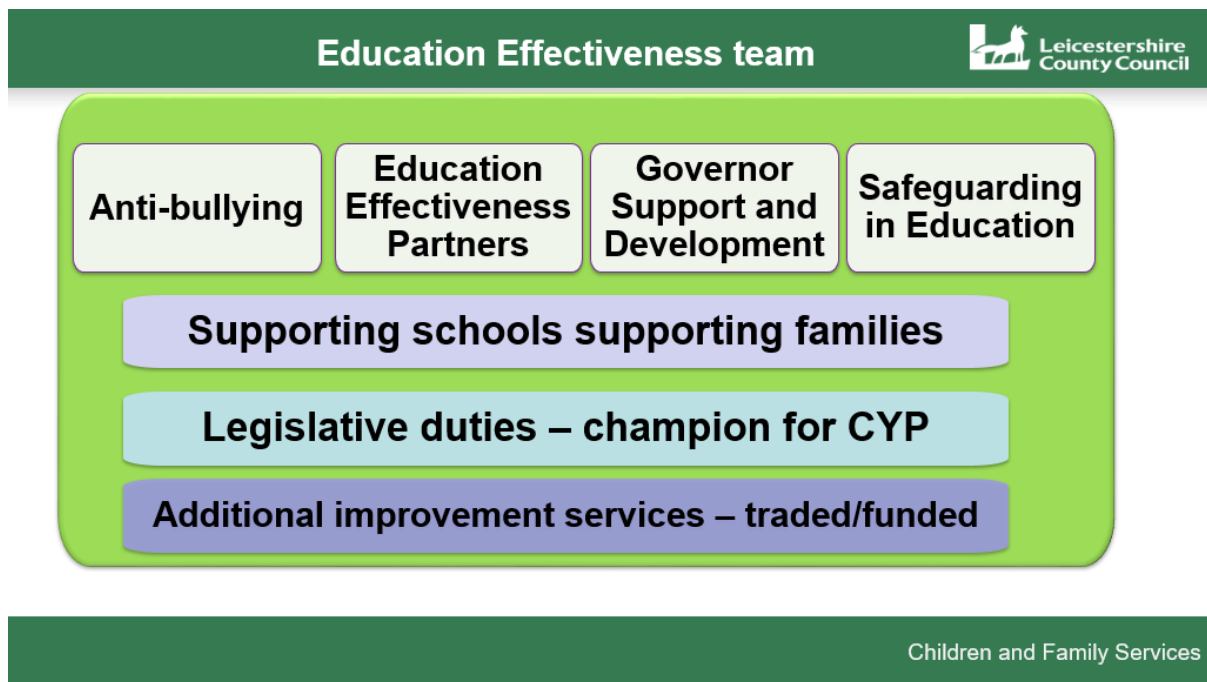 Education Effectiveness team
Leicestershire
County Council
Anti-bullying
Education
Effectiveness
Partners
Governor
Support and
Development
Safeguarding
in Education
Supporting schools supporting families
Legislative duties – champion for CYP
Additional improvement services – traded/funded
Children and Family Services